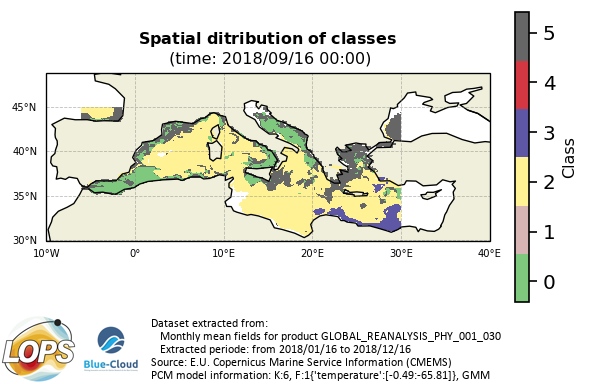 Spatial ditribution of classes
(time: 2018/09/16 00:00)
45°N
40°N
35°N
30°N
10°W 0° 10°E 20°E 30°E 40°E
5
4
3
2
1
0
Class
LOPS
Blue-Cloud
Dataset extracted from:
Monthly mean fields for product GLOBAL_REANALYSIS_PHY_001_030
Extracted periode: from 2018/01/16 to 2018/12/16
Source: E.U. Copernicus Marine Service Information (CMEMS)
PCM model information: K:6, F:1{'temperature':[-0.49:-65.81]}, GMM